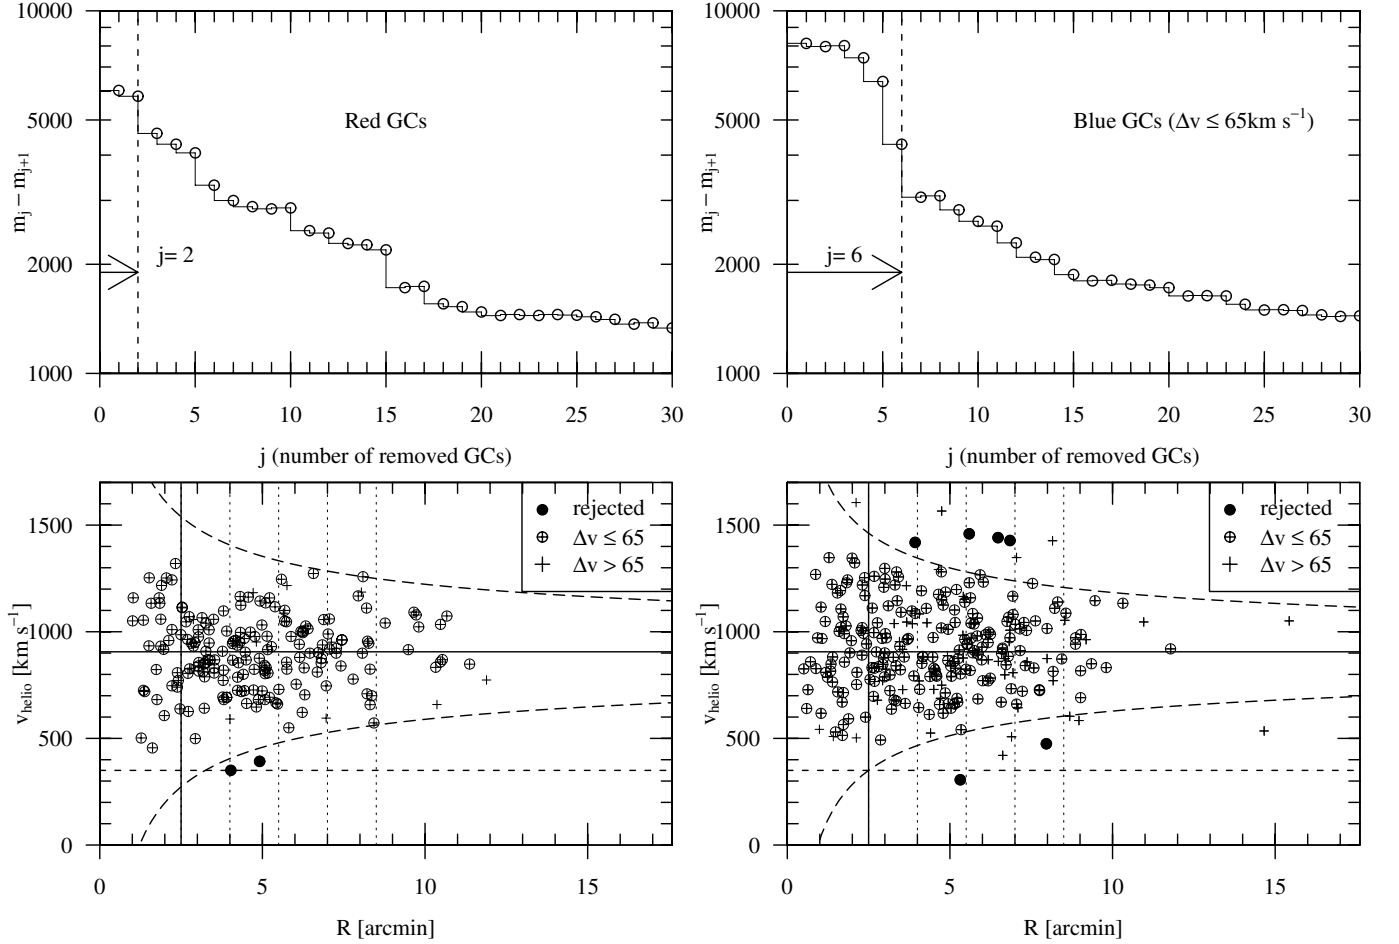 10000
5000
2000
1000
m_j − m_{j+1}
Red GCs
j= 2
0 5 10 15 20 25 30
j (number of removed GCs)
10000
5000
2000
1000
m_j − m_{j+1}
Blue GCs (Δv ≤ 65km s⁻¹)
j= 6
0 5 10 15 20 25 30
j (number of removed GCs)
1500
1000
500
0
v_helio [km s⁻¹]
rejected
Δv ≤ 65
Δv > 65
0 5 10 15
R [arcmin]
1500
1000
500
0
v_helio [km s⁻¹]
rejected
Δv ≤ 65
Δv > 65
0 5 10 15
R [arcmin]